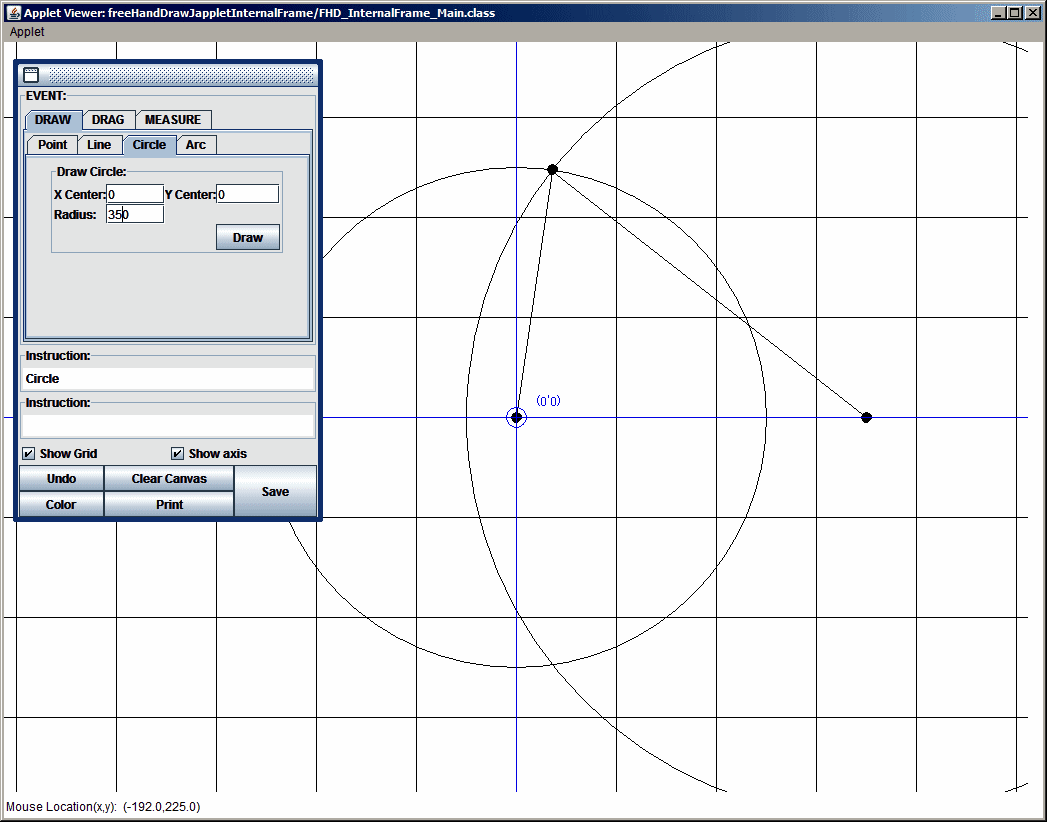 Applet Viewer: freeHandDrawJappletInternalFrame/FHD_InternalFrame_Main.class
Applet
EVENT:
DRAW DRAG MEASURE
Point Line Circle Arc
Draw Circle:
X Center: 0 Y Center: 0
Radius: 350
Draw
(0'0)
Instruction:
Circle
Instruction:
Show Grid Show axis
Undo Clear Canvas Save
Color Print
Mouse Location(x,y): (-192.0,225.0)